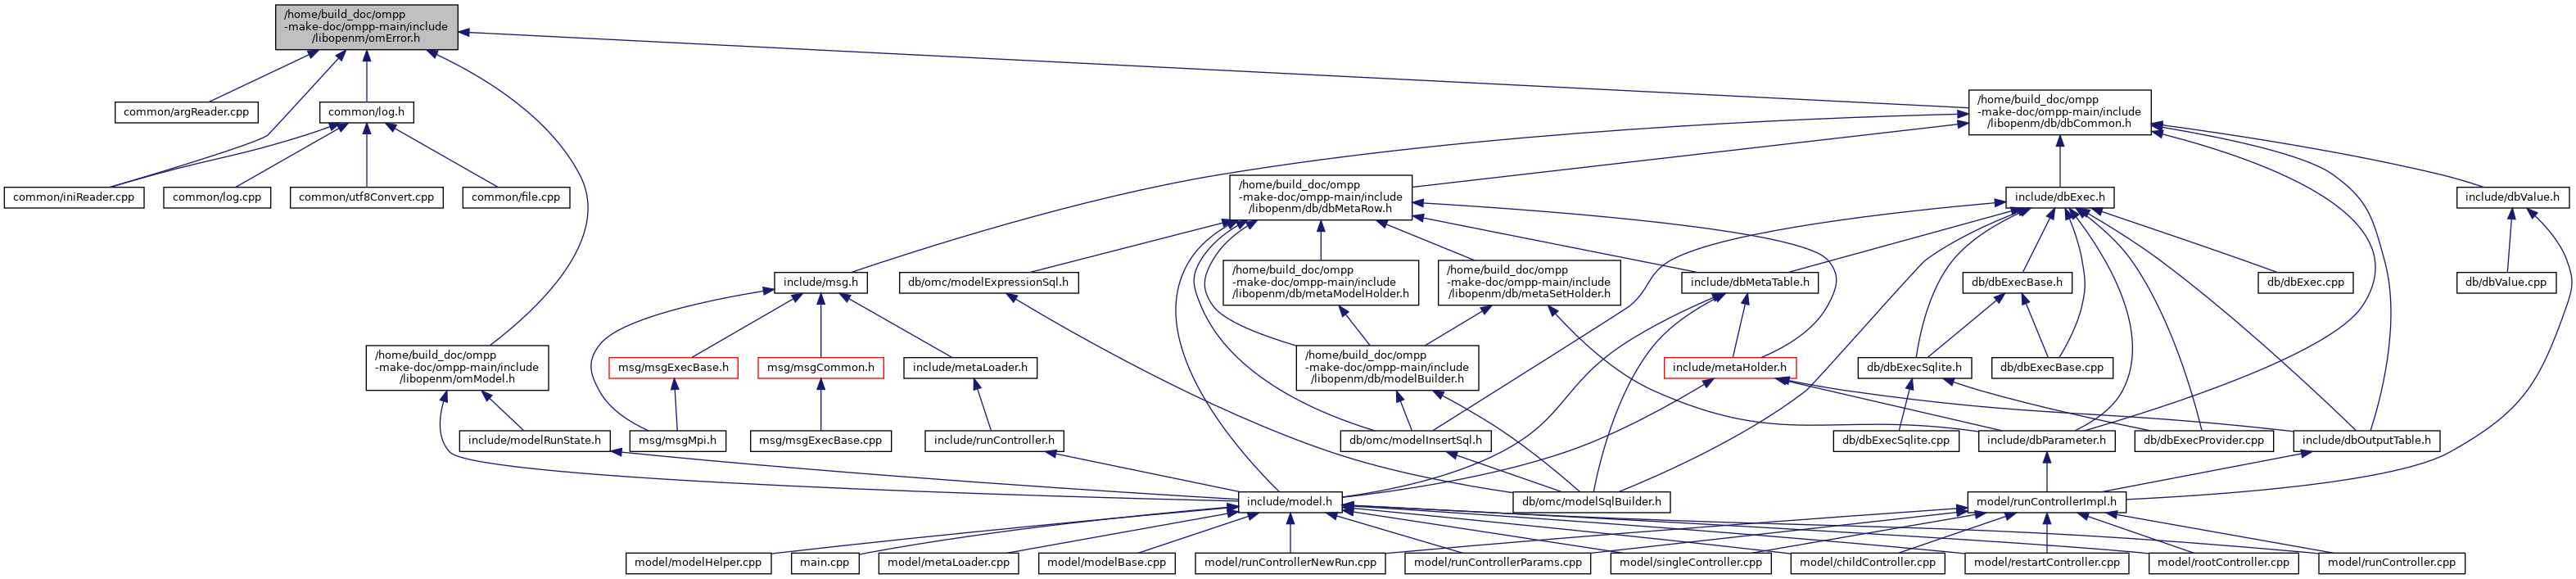 /home/build_doc/ompp
-make-doc/ompp-main/include
/libopenm/omError.h
/home/build_doc/ompp
-make-doc/ompp-main/include
/libopenm/db/dbCommon.h
common/argReader.cpp
common/log.h
common/iniReader.cpp
common/log.cpp
common/utf8Convert.cpp
common/file.cpp
/home/build_doc/ompp
-make-doc/ompp-main/include
/libopenm/db/dbMetaRow.h
include/dbExec.h
include/dbValue.h
include/msg.h
db/omc/modelExpressionSql.h
/home/build_doc/ompp
-make-doc/ompp-main/include
/libopenm/db/metaModelHolder.h
/home/build_doc/ompp
-make-doc/ompp-main/include
/libopenm/db/metaSetHolder.h
include/dbMetaTable.h
db/dbExecBase.h
db/dbExec.cpp
db/dbValue.cpp
/home/build_doc/ompp
-make-doc/ompp-main/include
/libopenm/omModel.h
msg/msgExecBase.h
msg/msgCommon.h
include/metaLoader.h
/home/build_doc/ompp
-make-doc/ompp-main/include
/libopenm/db/modelBuilder.h
include/metaHolder.h
db/dbExecSqlite.h
db/dbExecBase.cpp
include/modelRunState.h
msg/msgMpi.h
msg/msgExecBase.cpp
include/runController.h
db/omc/modelInsertSql.h
db/dbExecSqlite.cpp
include/dbParameter.h
db/dbExecProvider.cpp
include/dbOutputTable.h
include/model.h
db/omc/modelSqlBuilder.h
model/runControllerImpl.h
model/modelHelper.cpp
main.cpp
model/metaLoader.cpp
model/modelBase.cpp
model/runControllerNewRun.cpp
model/runControllerParams.cpp
model/singleController.cpp
model/childController.cpp
model/restartController.cpp
model/rootController.cpp
model/runController.cpp